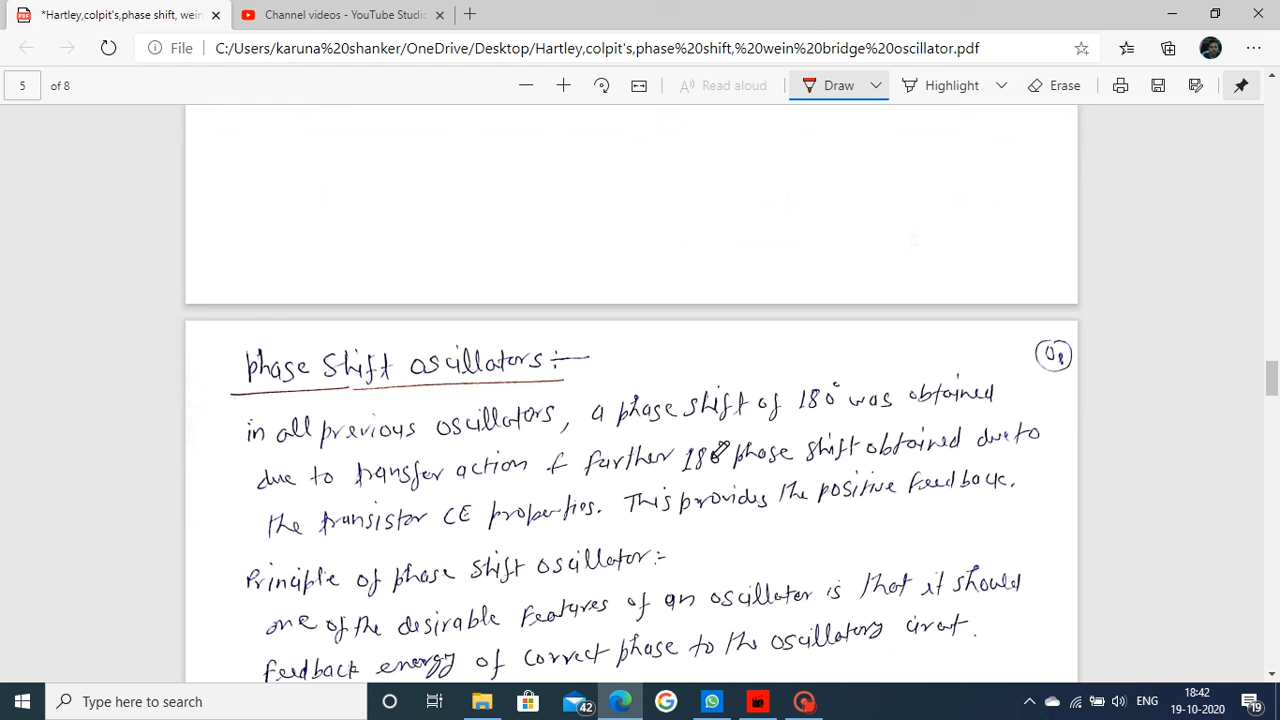 *Hartley,colpit's,phase shift, wein
Channel videos - YouTube Studio
File
C:/Users/karuna%20shanker/OneDrive/Desktop/Hartley,colpit's,phase%20shift,%20wein%20bridge%20oscillator.pdf
5 of 8
Read aloud
Draw
Highlight
Erase
phase shift oscillators:-
08
in all previous oscillators, a phase shift of 180° was obtained
due to transfer action & further 180° phase shift obtained due to
the transistor CE properties. This provides the positive feedback.
Principle of phase shift oscillator:-
one of the desirable features of an oscillator is that it should
feedback energy of correct phase to the oscillatory
Type here to search
42
ENG
18:42
19-10-2020
19